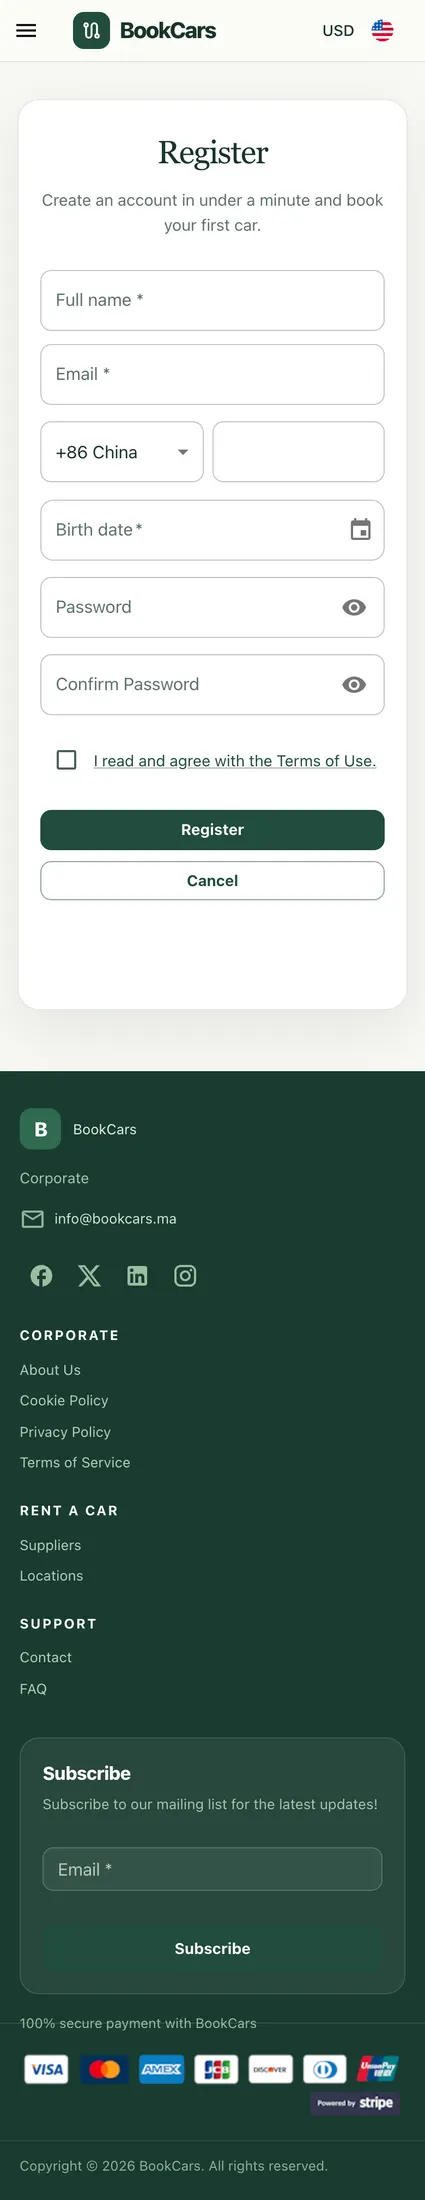 BookCars
USD
Register
Create an account in under a minute and book
your first car.
Full name *
Email *
+86 China
Birth date *
Password
Confirm Password
I read and agree with the Terms of Use.
Register
Cancel
B
BookCars
Corporate
info@bookcars.ma
CORPORATE
About Us
Cookie Policy
Privacy Policy
Terms of Service
RENT A CAR
Suppliers
Locations
SUPPORT
Contact
FAQ
Subscribe
Subscribe to our mailing list for the latest updates!
Email *
Subscribe
100% secure payment with BookCars
VISA
AMEX
JCB
DISCOVER
UnionPay
银联
Powered by stripe
Copyright © 2026 BookCars. All rights reserved.